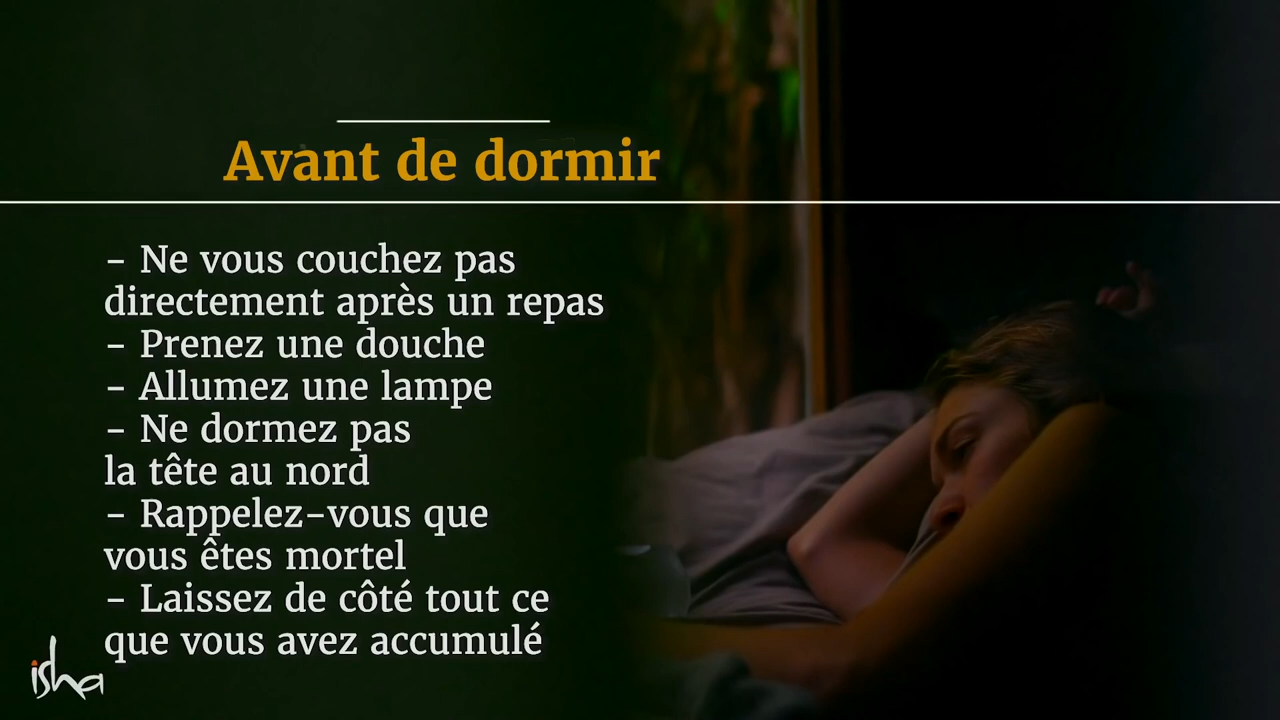 Avant de dormir
– Ne vous couchez pas
directement après un repas
– Prenez une douche
– Allumez une lampe
– Ne dormez pas
la tête au nord
– Rappelez-vous que
vous êtes mortel
– Laissez de côté tout ce
que vous avez accumulé
isha